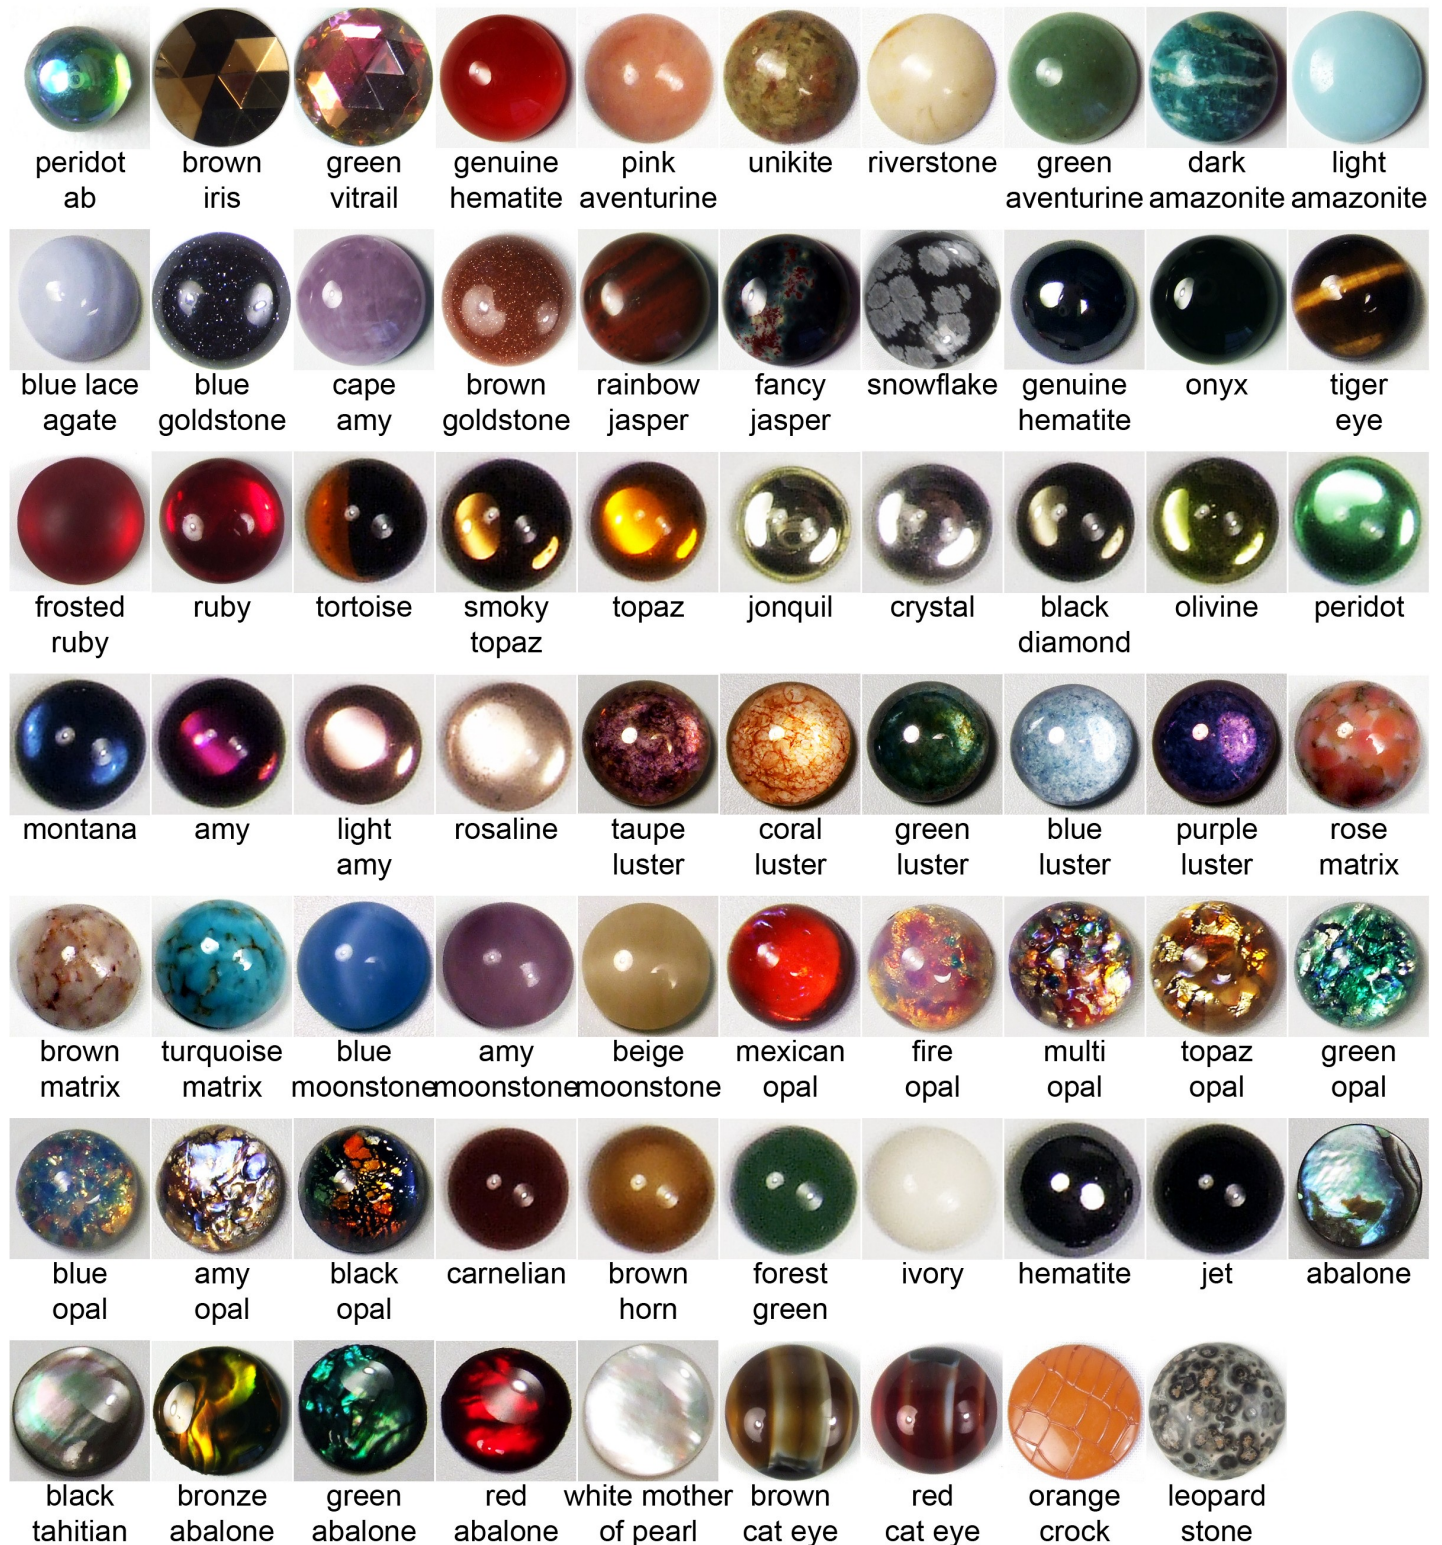 peridot brown green genuine pink unikite riverstone green dark light
ab iris vitrail hematite aventurine aventurine amazonite amazonite
blue lace blue cape brown rainbow fancy snowflake genuine onyx tiger
agate goldstone amy goldstone jasper jasper hematite eye
frosted ruby tortoise smoky topaz jonquil crystal black olivine peridot
ruby topaz diamond
montana amy light rosaline taupe coral green blue purple rose
amy luster luster luster luster luster matrix
brown turquoise blue amy beige mexican fire multi topaz green
matrix matrix moonstone moonstone moonstone opal opal opal opal opal
blue amy black carnelian brown forest ivory hematite jet abalone
opal opal opal horn green
black bronze green red white mother brown red orange leopard
tahitian abalone abalone abalone of pearl cat eye cat eye crock stone